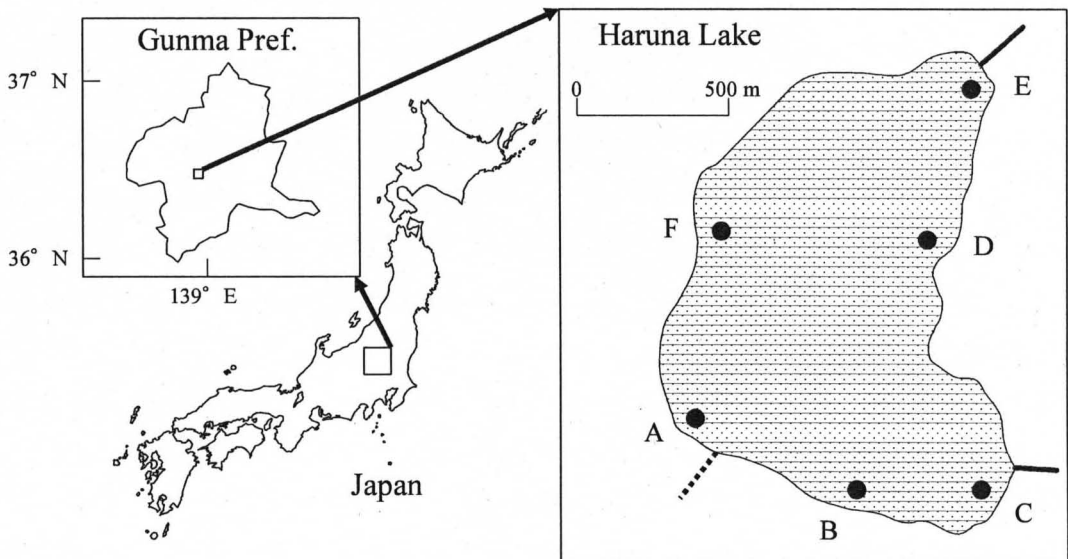 Gunma Pref.
37° N
36° N
139° E
Japan
Haruna Lake
0 500 m
E
F
D
A
B
C